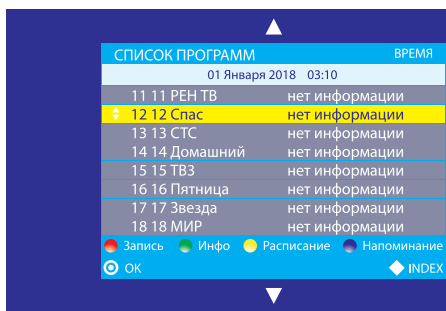 СПИСОК ПРОГРАММ ВРЕМЯ
01 Января 2018 03:10
11 11 РЕН ТВ нет информации
12 12 Спас нет информации
13 13 СТС нет информации
14 14 Домашний нет информации
15 15 ТВ3 нет информации
16 16 Пятница нет информации
17 17 Звезда нет информации
18 18 МИР нет информации
Запись Инфо Расписание Напоминание
OK INDEX